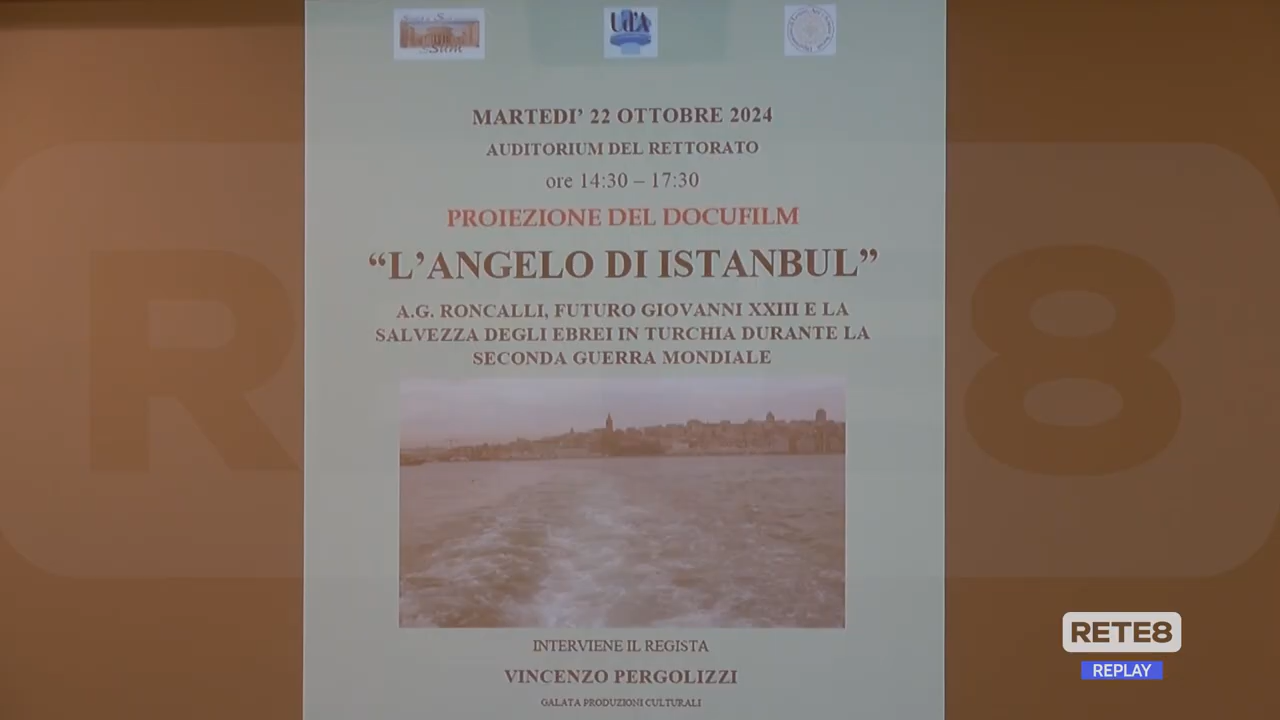 Ud'A
MARTEDI' 22 OTTOBRE 2024
AUDITORIUM DEL RETTORATO
ore 14:30 – 17:30
PROIEZIONE DEL DOCUFILM
“L'ANGELO DI ISTANBUL”
A.G. RONCALLI, FUTURO GIOVANNI XXIII E LA
SALVEZZA DEGLI EBREI IN TURCHIA DURANTE LA
SECONDA GUERRA MONDIALE
INTERVIENE IL REGISTA
VINCENZO PERGOLIZZI
GALATA PRODUZIONI CULTURALI
R 8
RETE8
REPLAY